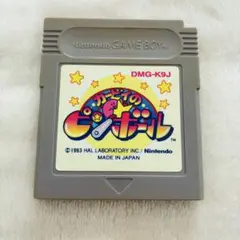 Nintendo GAME BOY
DMG-K9J
カービィの
ピンボール
© 1993 HAL LABORATORY INC / Nintendo
MADE IN JAPAN